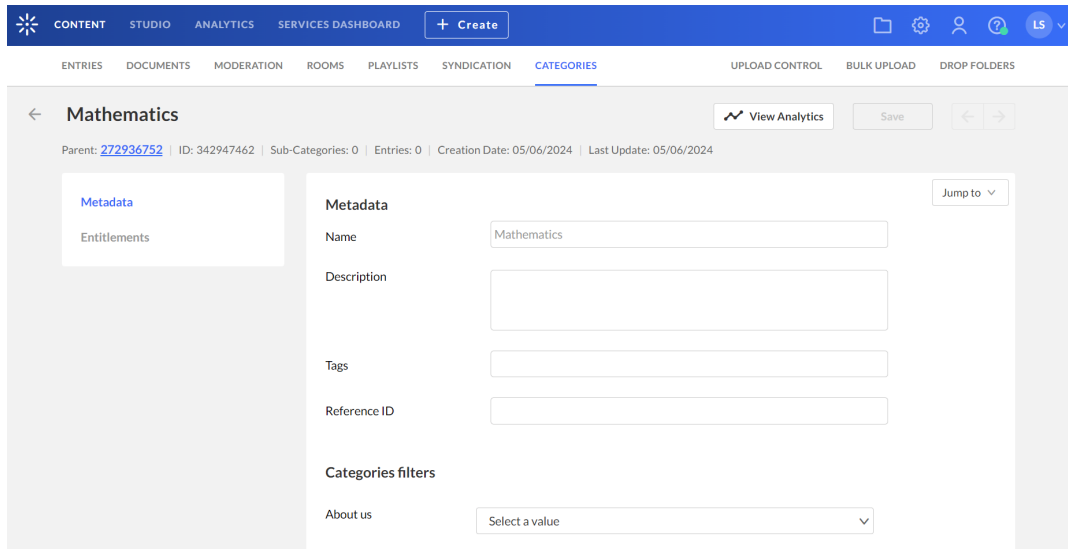 CONTENT STUDIO ANALYTICS SERVICES DASHBOARD + Create LS
ENTRIES DOCUMENTS MODERATION ROOMS PLAYLISTS SYNDICATION CATEGORIES UPLOAD CONTROL BULK UPLOAD DROP FOLDERS
Mathematics View Analytics Save
Parent: 272936752 | ID: 342947462 | Sub-Categories: 0 | Entries: 0 | Creation Date: 05/06/2024 | Last Update: 05/06/2024
Jump to
Metadata
Entitlements
Metadata
Name Mathematics
Description
Tags
Reference ID
Categories filters
About us Select a value